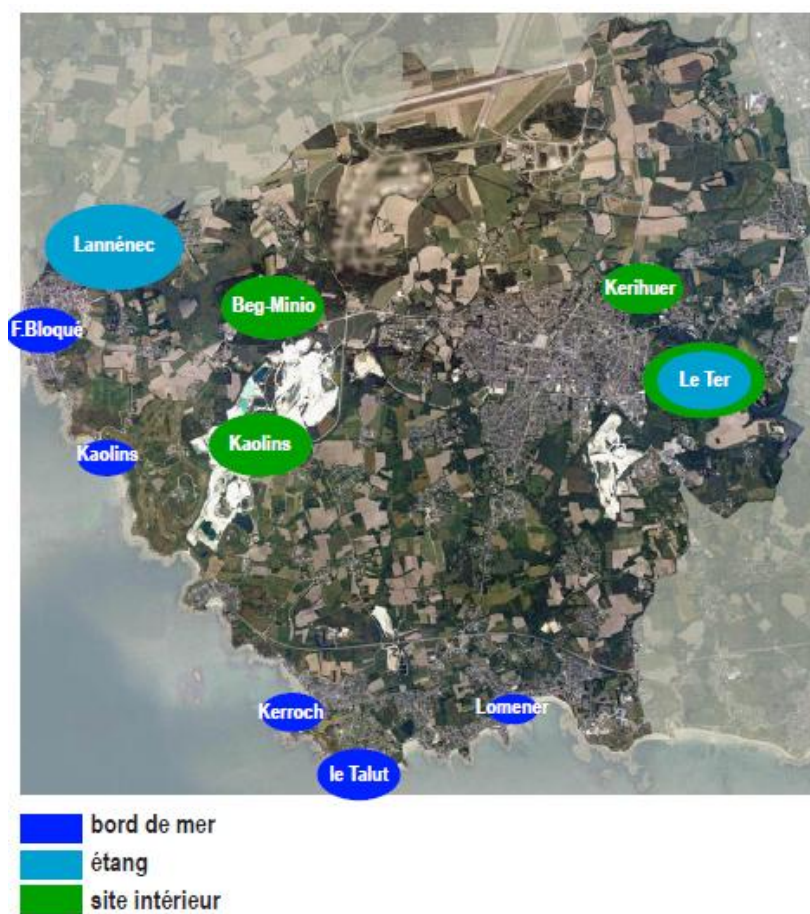 Lannénec
Beg-Minio
Kerihuer
F.Bloqué
Le Ter
Kaolins
Kaolins
Kerroch
Lomener
le Talut
bord de mer
étang
site intérieur